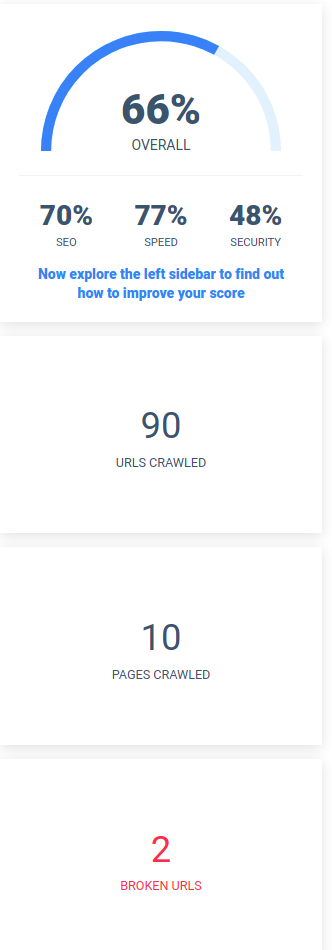 66%
OVERALL
70% 77% 48%
SEO SPEED SECURITY
Now explore the left sidebar to find out
how to improve your score
90
URLS CRAWLED
10
PAGES CRAWLED
2
BROKEN URLS